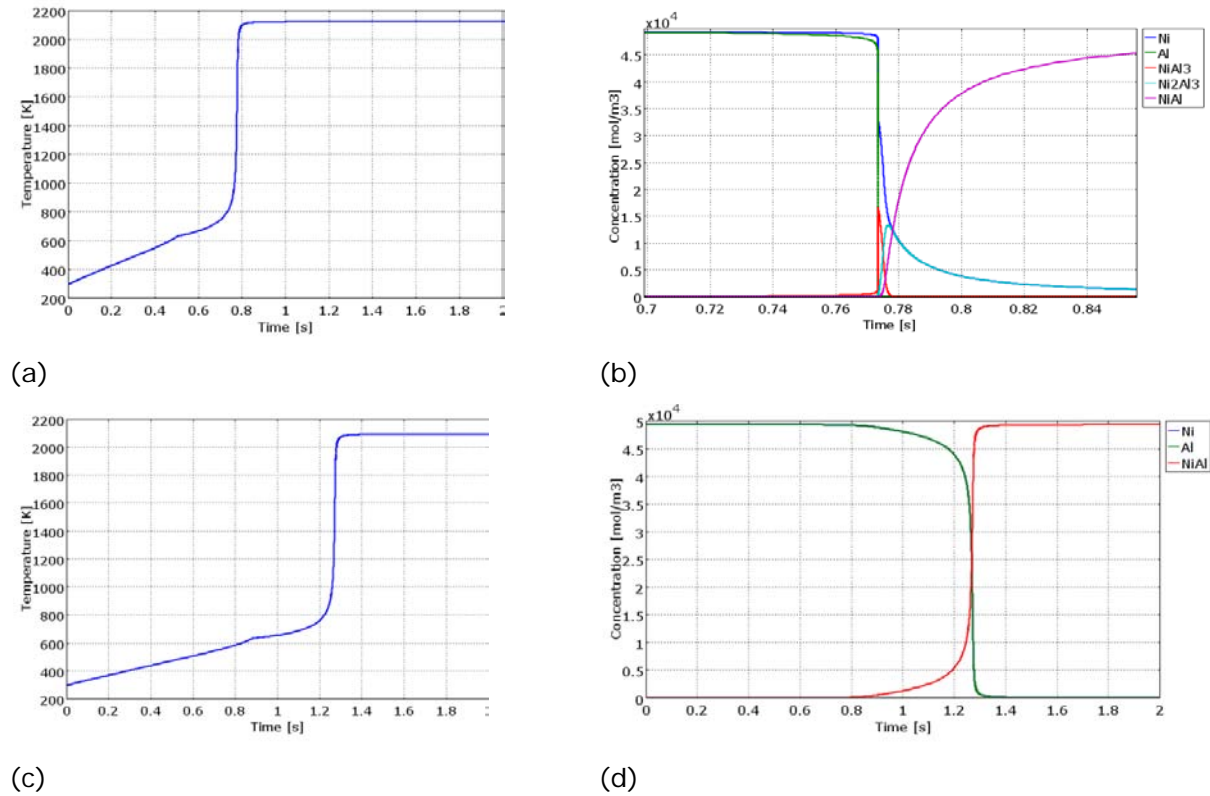 2200
2000
1800
1600
1400
1200
1000
800
600
400
200
Temperature [K]
0 0.2 0.4 0.6 0.8 1 1.2 1.4 1.6 1.8 2
Time [s]
(a)
x10^4
4.5
4
3.5
3
2.5
2
1.5
1
0.5
0
Concentration [mol/m3]
0.7 0.72 0.74 0.76 0.78 0.8 0.82 0.84
Time [s]
Ni
Al
NiAl3
Ni2Al3
NiAl
(b)
2200
2000
1800
1600
1400
1200
1000
800
600
400
200
Temperature [K]
0 0.2 0.4 0.6 0.8 1 1.2 1.4 1.6 1.8
Time [s]
(c)
x10^4
5
4.5
4
3.5
3
2.5
2
1.5
1
0.5
0
Concentration [mol/m3]
0 0.2 0.4 0.6 0.8 1 1.2 1.4 1.6 1.8 2
Time [s]
Ni
Al
NiAl
(d)